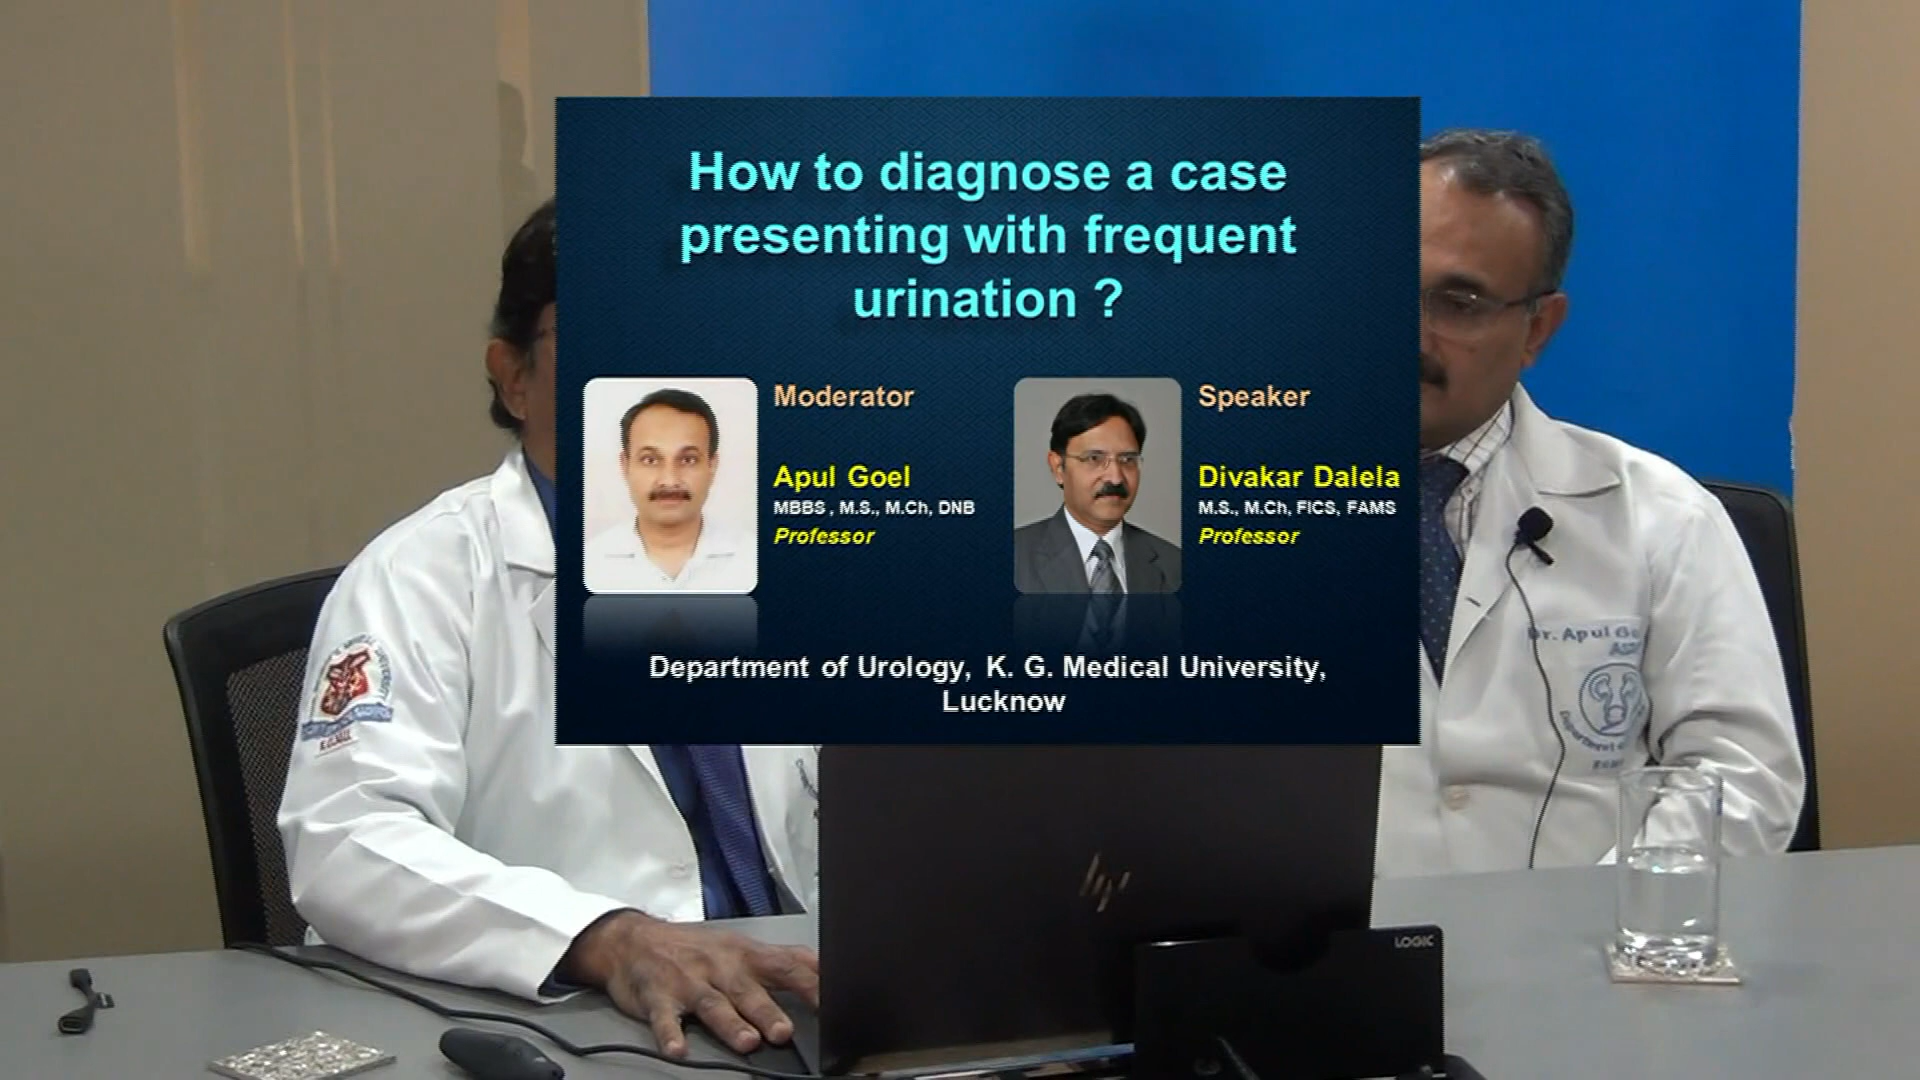 How to diagnose a case
presenting with frequent
urination ?
Moderator
Apul Goel
MBBS , M.S., M.Ch, DNB
Professor
Speaker
Divakar Dalela
M.S., M.Ch, FICS, FAMS
Professor
Department of Urology, K. G. Medical University,
Lucknow
Dr. Apul
hp
LOGIC